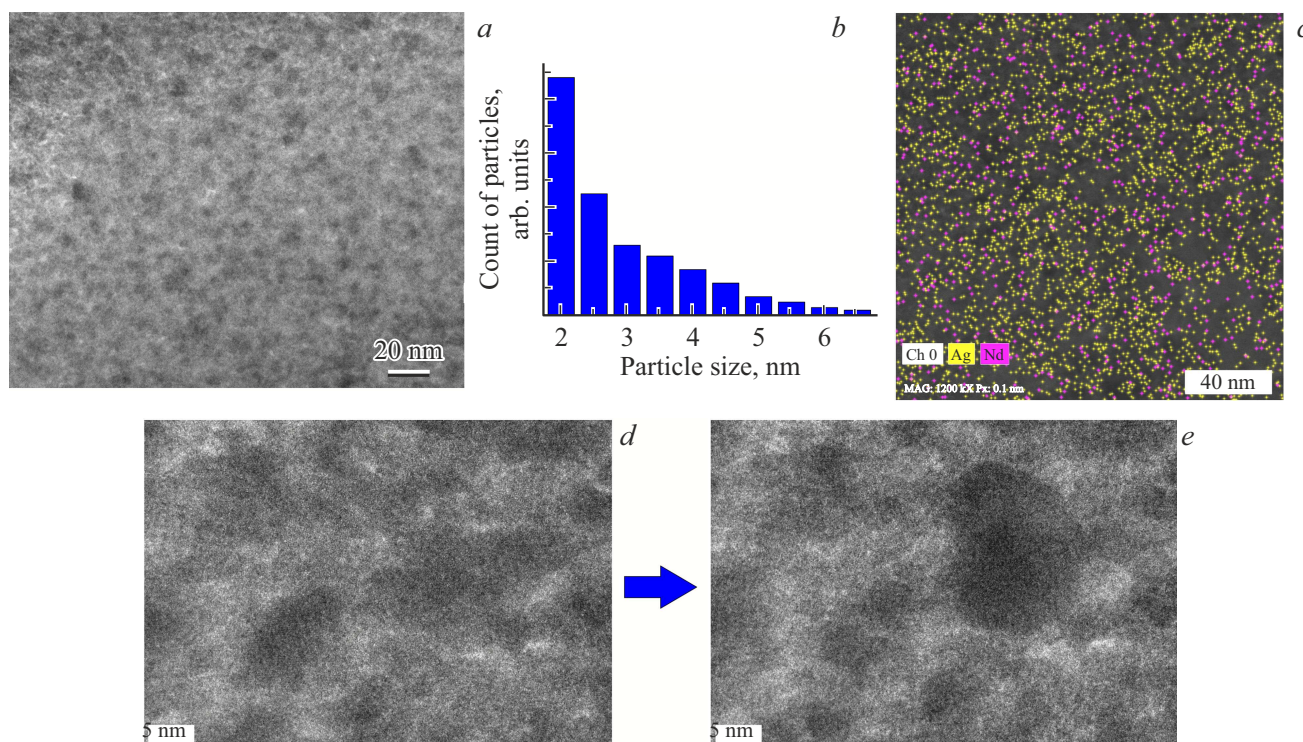 a
20 nm
b
Count of particles,
arb. units
2 3 4 5 6
Particle size, nm
c
Ch 0 Ag Nd
MAG: 1200 kX Px: 0.1 nm
40 nm
d
5 nm
e
5 nm